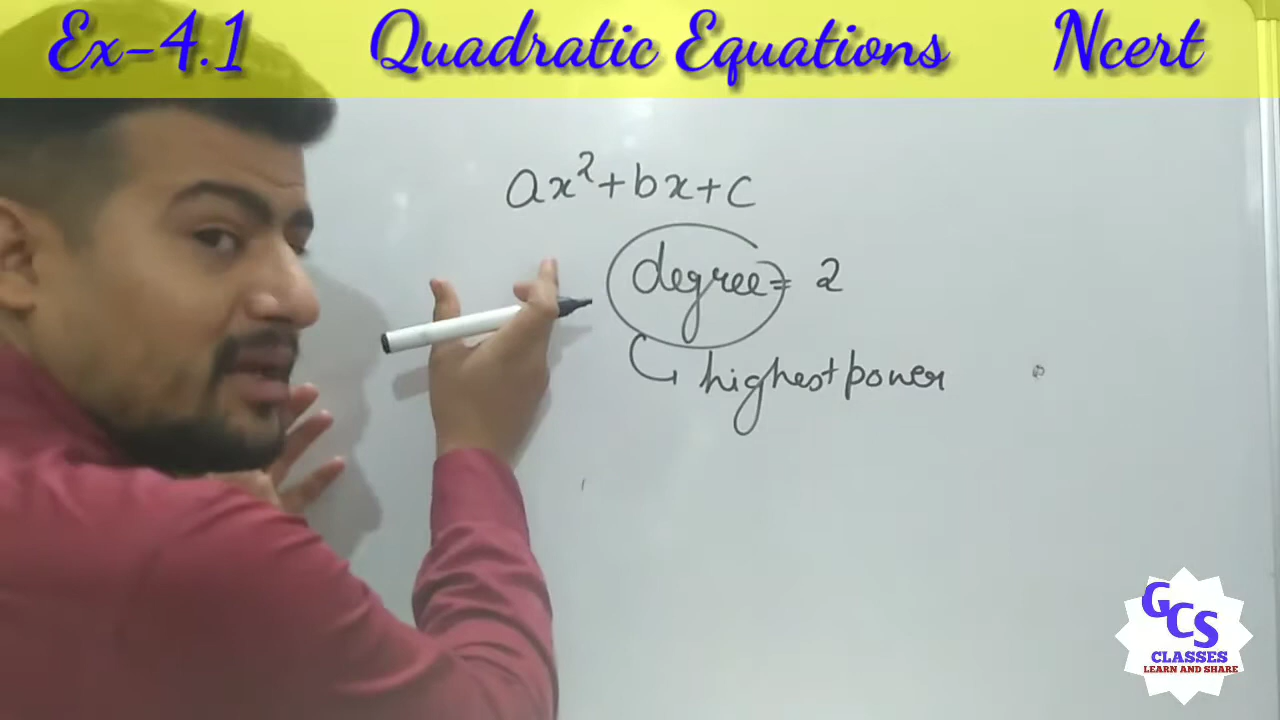 Ex-4.1 Quadratic Equations Ncert
ax²+bx+c
degree = 2
highest power
GCS
CLASSES
LEARN AND SHARE